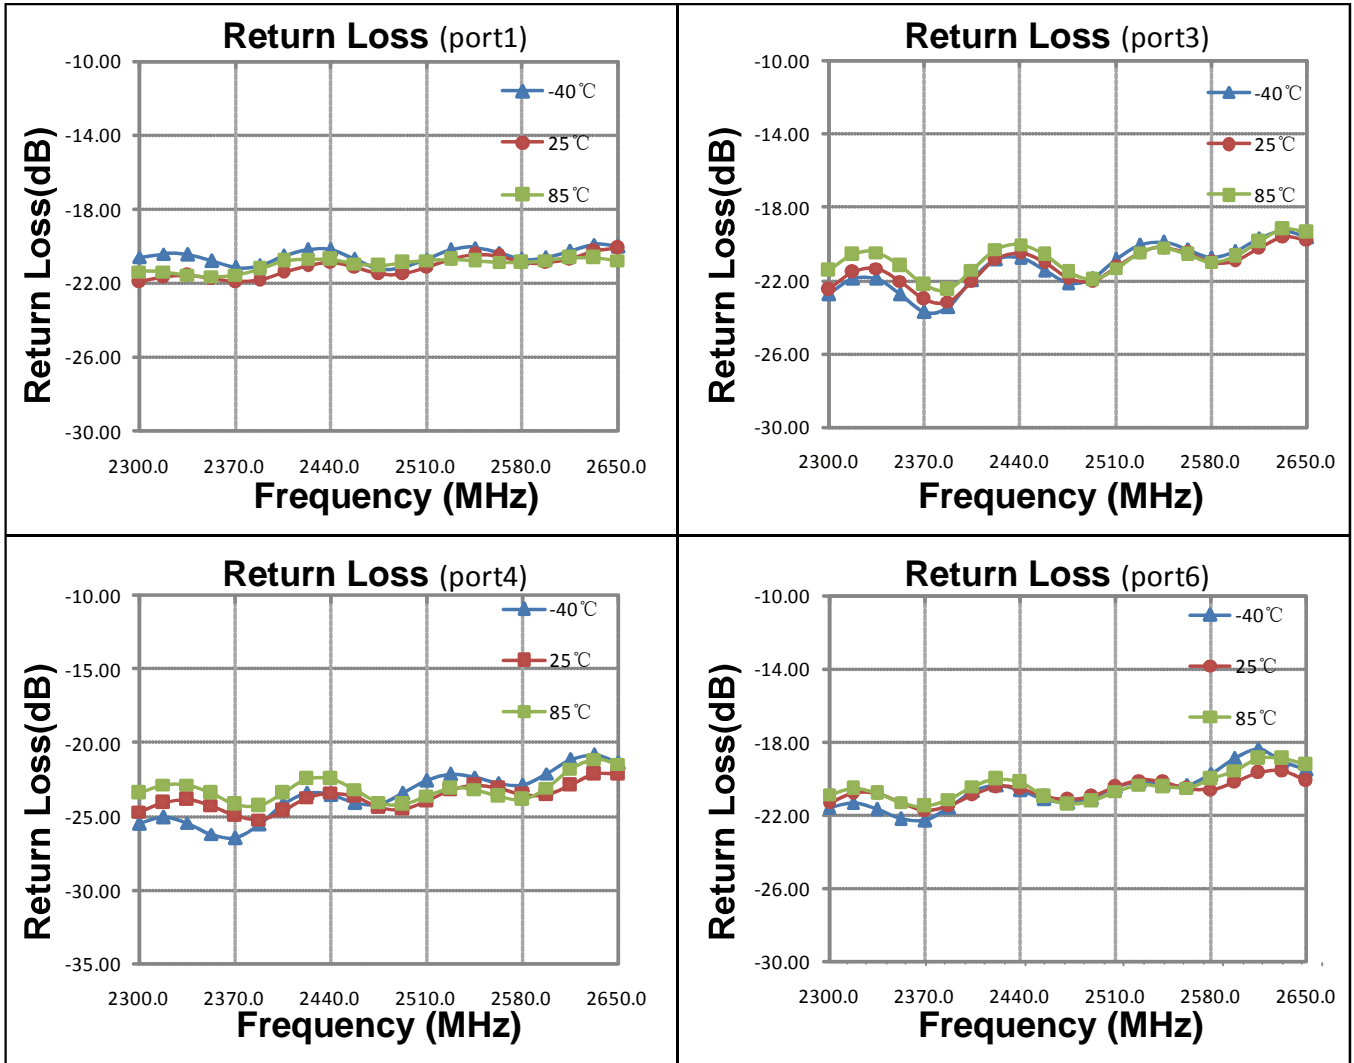 Return Loss (port1)
-10.00
-14.00
-18.00
-22.00
-26.00
-30.00
Return Loss(dB)
-40℃
25℃
85℃
2300.0 2370.0 2440.0 2510.0 2580.0 2650.0
Frequency (MHz)
Return Loss (port3)
-10.00
-14.00
-18.00
-22.00
-26.00
-30.00
Return Loss(dB)
-40℃
25℃
85℃
2300.0 2370.0 2440.0 2510.0 2580.0 2650.0
Frequency (MHz)
Return Loss (port4)
-10.00
-15.00
-20.00
-25.00
-30.00
-35.00
Return Loss(dB)
-40℃
25℃
85℃
2300.0 2370.0 2440.0 2510.0 2580.0 2650.0
Frequency (MHz)
Return Loss (port6)
-10.00
-14.00
-18.00
-22.00
-26.00
-30.00
Return Loss(dB)
-40℃
25℃
85℃
2300.0 2370.0 2440.0 2510.0 2580.0 2650.0
Frequency (MHz)